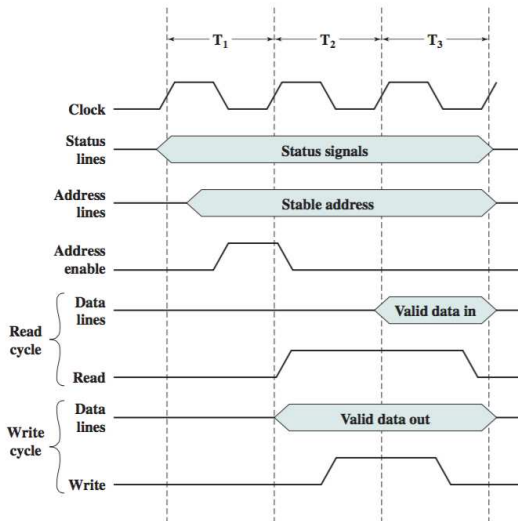 T1 T2 T3
Clock
Status
lines
Status signals
Address
lines
Stable address
Address
enable
Read
cycle
Data
lines
Valid data in
Read
Write
cycle
Data
lines
Valid data out
Write